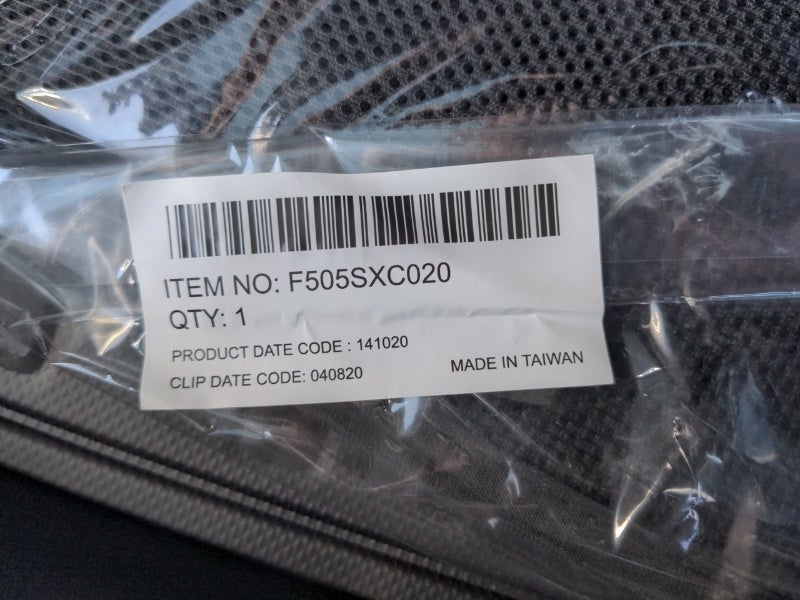 ITEM NO: F505SXC020
QTY: 1
PRODUCT DATE CODE : 141020
CLIP DATE CODE: 040820
MADE IN TAIWAN